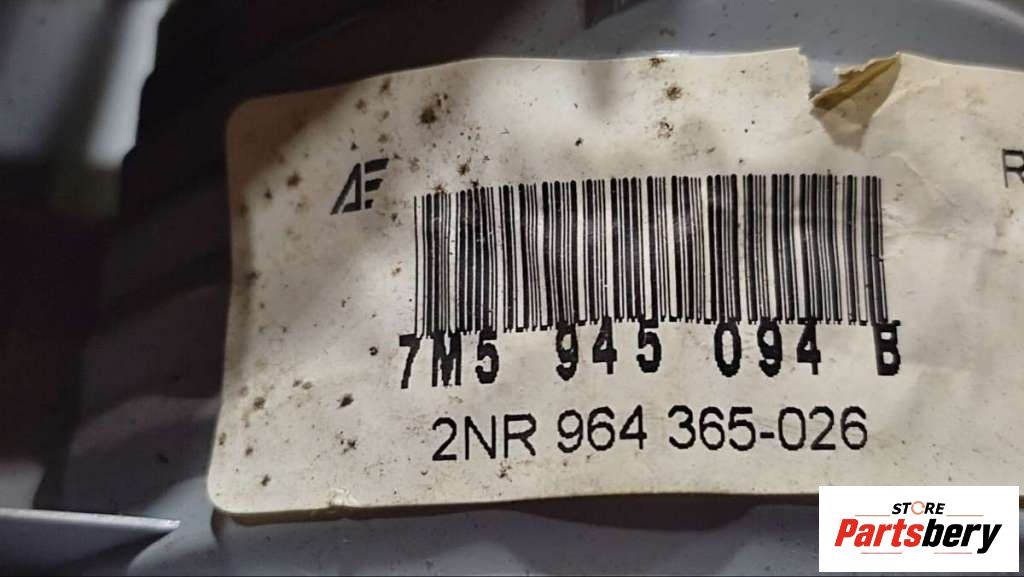 AE
R
7M5 945 094 B
2NR 964 365-026
STORE
Partsbery